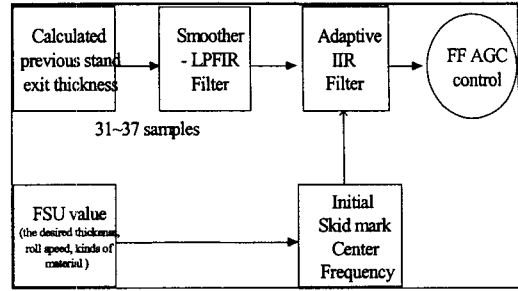 Calculated
previous stand
exit thickness
Smoother
- LPFIR
Filter
Adaptive
IIR
Filter
FF AGC
control
31~37 samples
FSU value
(the desired thickness,
roll speed, kinds of
material )
Initial
Skid mark
Center
Frequency